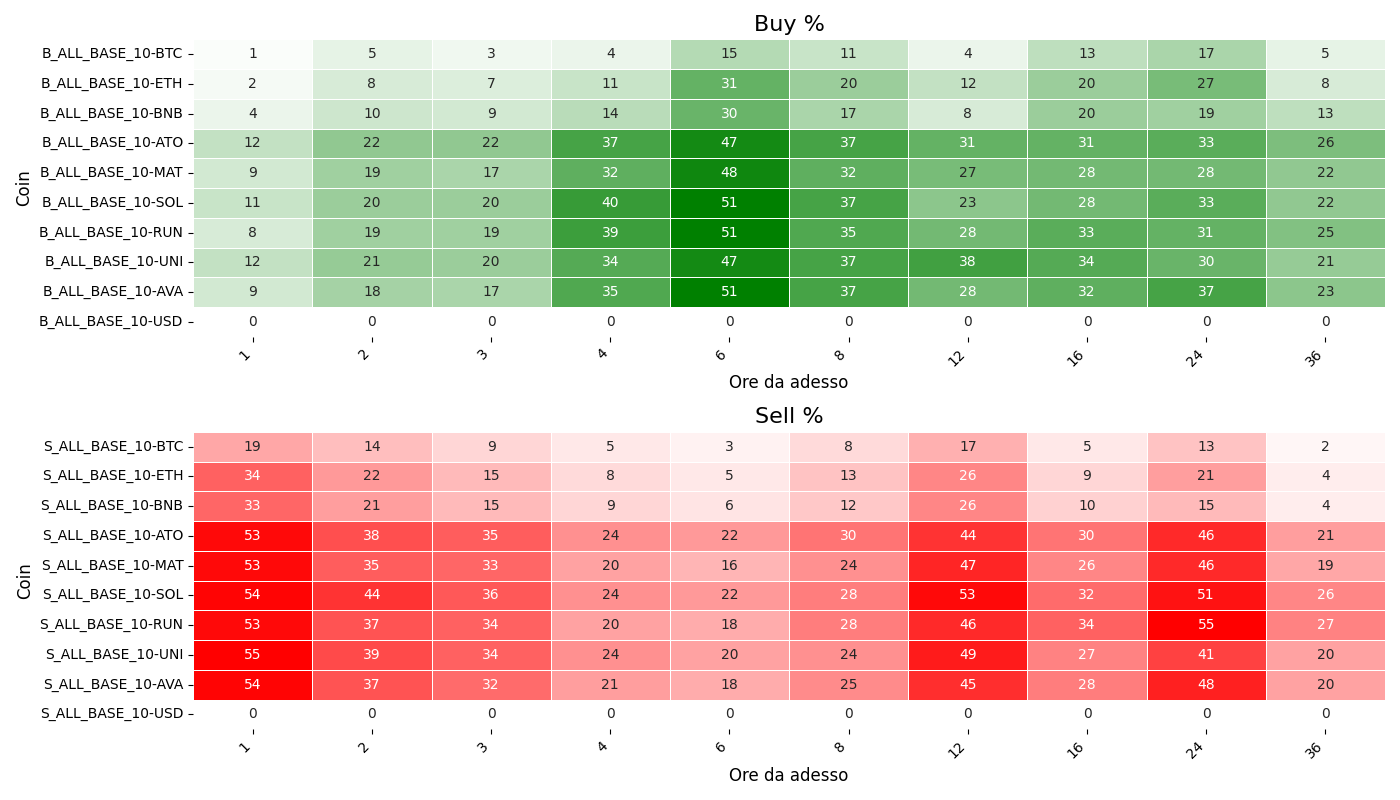 Buy %
Coin
B_ALL_BASE_10-BTC 1 5 3 4 15 11 4 13 17 5
B_ALL_BASE_10-ETH 2 8 7 11 31 20 12 20 27 8
B_ALL_BASE_10-BNB 4 10 9 14 30 17 8 20 19 13
B_ALL_BASE_10-ATO 12 22 22 37 47 37 31 31 33 26
B_ALL_BASE_10-MAT 9 19 17 32 48 32 27 28 28 22
B_ALL_BASE_10-SOL 11 20 20 40 51 37 23 28 33 22
B_ALL_BASE_10-RUN 8 19 19 39 51 35 28 33 31 25
B_ALL_BASE_10-UNI 12 21 20 34 47 37 38 34 30 21
B_ALL_BASE_10-AVA 9 18 17 35 51 37 28 32 37 23
B_ALL_BASE_10-USD 0 0 0 0 0 0 0 0 0 0
1 2 3 4 6 8 12 16 24 36
Ore da adesso
Sell %
Coin
S_ALL_BASE_10-BTC 19 14 9 5 3 8 17 5 13 2
S_ALL_BASE_10-ETH 34 22 15 8 5 13 26 9 21 4
S_ALL_BASE_10-BNB 33 21 15 9 6 12 26 10 15 4
S_ALL_BASE_10-ATO 53 38 35 24 22 30 44 30 46 21
S_ALL_BASE_10-MAT 53 35 33 20 16 24 47 26 46 19
S_ALL_BASE_10-SOL 54 44 36 24 22 28 53 32 51 26
S_ALL_BASE_10-RUN 53 37 34 20 18 28 46 34 55 27
S_ALL_BASE_10-UNI 55 39 34 24 20 24 49 27 41 20
S_ALL_BASE_10-AVA 54 37 32 21 18 25 45 28 48 20
S_ALL_BASE_10-USD 0 0 0 0 0 0 0 0 0 0
1 2 3 4 6 8 12 16 24 36
Ore da adesso